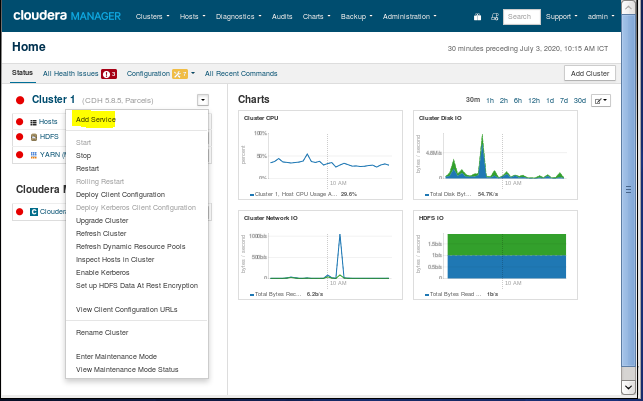 cloudera MANAGER Clusters Hosts Diagnostics Audits Charts Backup Administration Search Support admin
Home
30 minutes preceding July 3, 2020, 10:15 AM ICT
Status All Health Issues 3 Configuration 7 All Recent Commands
Add Cluster
Cluster 1 (CDH 5.8.5, Parcels)
Hosts
HDFS
YARN (M
Cloudera M
Cloudera
Add Service
Start
Stop
Restart
Rolling Restart
Deploy Client Configuration
Deploy Kerberos Client Configuration
Upgrade Cluster
Refresh Cluster
Refresh Dynamic Resource Pools
Inspect Hosts in Cluster
Enable Kerberos
Set up HDFS Data At Rest Encryption
View Client Configuration URLs
Rename Cluster
Enter Maintenance Mode
View Maintenance Mode Status
Charts
30m 1h 2h 6h 12h 1d 7d 30d
Cluster CPU
percent
100%
50%
0%
10 AM
Cluster 1, Host CPU Usage A... 29.6%
Cluster Disk IO
bytes / second
4.8M/s
0
10 AM
Total Disk Byt... 54.7K/s
Cluster Network IO
bytes / second
1000b/s
500b/s
0
10 AM
Total Bytes Rec... 6.2b/s
HDFS IO
bytes / second
1.5b/s
1b/s
0.5b/s
0
10 AM
Total Bytes Read ... 1b/s